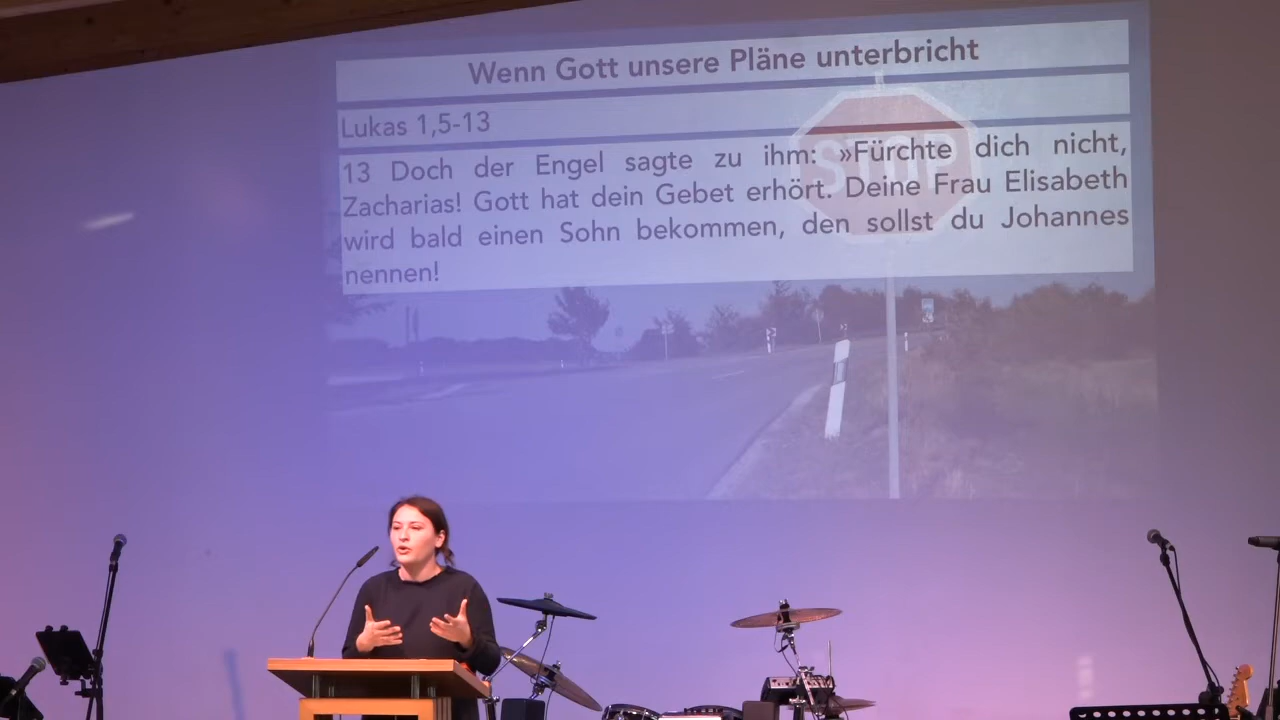 Wenn Gott unsere Pläne unterbricht
Lukas 1,5-13
13 Doch der Engel sagte zu ihm: »Fürchte dich nicht,
Zacharias! Gott hat dein Gebet erhört. Deine Frau Elisabeth
wird bald einen Sohn bekommen, den sollst du Johannes
nennen!
STOP